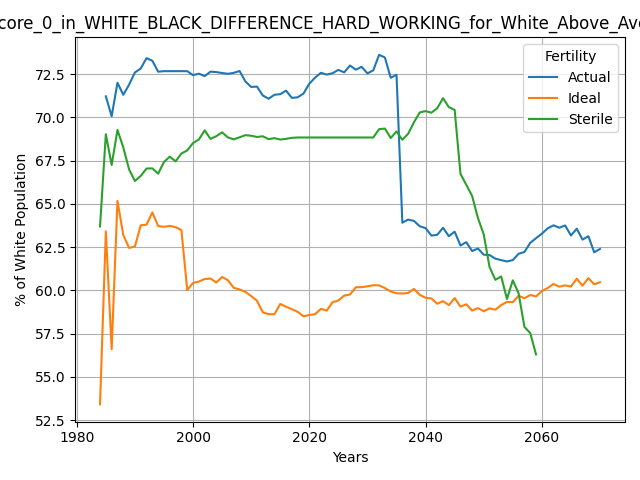 core_0_in_WHITE_BLACK_DIFFERENCE_HARD_WORKING_for_White_Above_Ave
Fertility
Actual
Ideal
Sterile
% of White Population
72.5
70.0
67.5
65.0
62.5
60.0
57.5
55.0
52.5
1980 2000 2020 2040 2060
Years